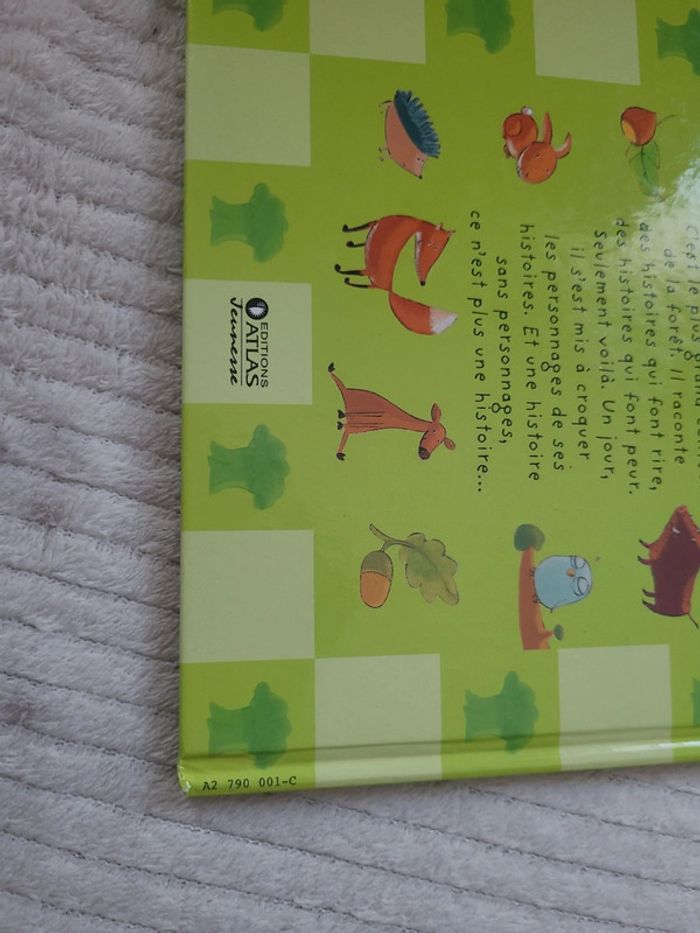 c'est le plus grand
de la forêt. Il raconte
des histoires qui font rire,
des histoires qui font peur.
Seulement voilà. Un jour,
il s'est mis à croquer
les personnages de ses
histoires. Et une histoire
sans personnages,
ce n'est plus une histoire...
EDITIONS
ATLAS
Jeunesse
A2 790 001-C